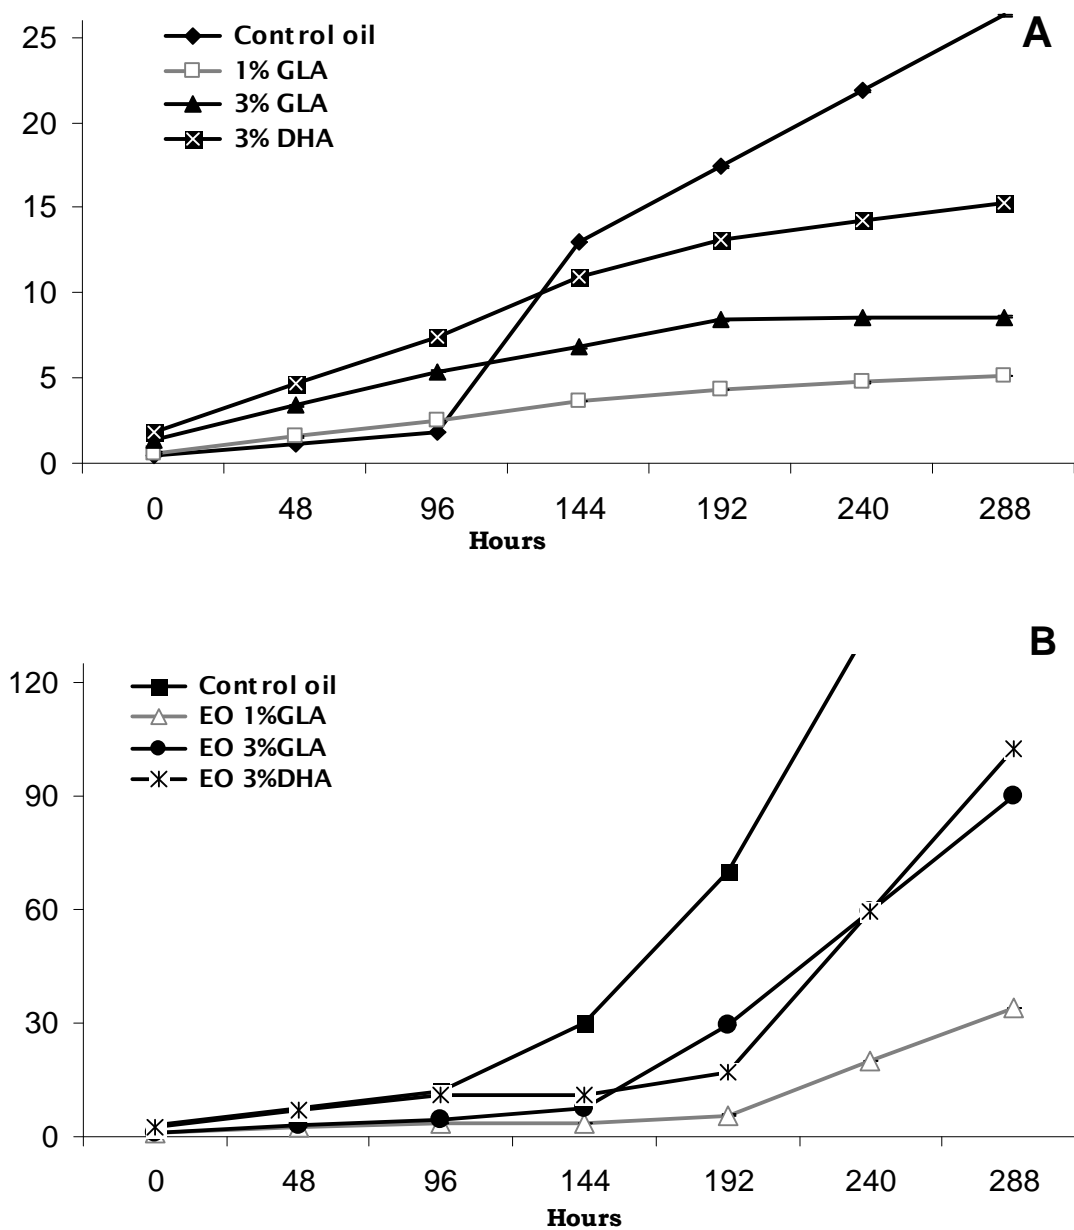 A
Control oil
1% GLA
3% GLA
3% DHA
25
20
15
10
5
0
0 48 96 144 192 240 288
Hours
B
Control oil
EO 1%GLA
EO 3%GLA
EO 3%DHA
120
90
60
30
0
0 48 96 144 192 240 288
Hours